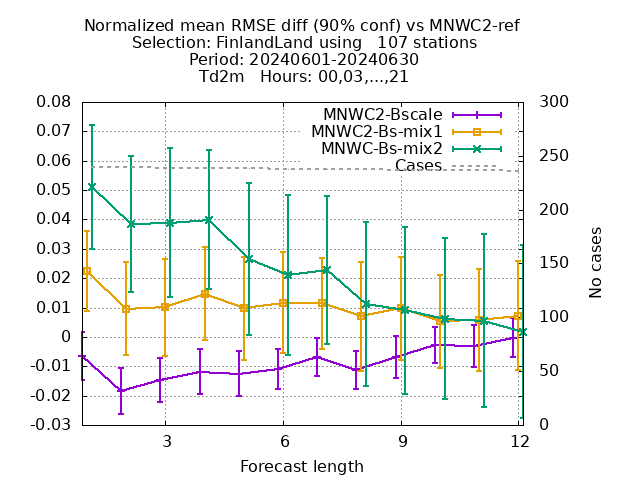 Normalized mean RMSE diff (90% conf) vs MNWC2-ref
Selection: FinlandLand using   107 stations
Period: 20240601-20240630
Td2m   Hours: 00,03,...,21
0.08
0.07
0.06
0.05
0.04
0.03
0.02
0.01
0
-0.01
-0.02
-0.03
300
250
200
150
100
50
0
MNWC2-Bscale
MNWC2-Bs-mix1
MNWC-Bs-mix2
Cases
No cases
3
6
9
12
Forecast length